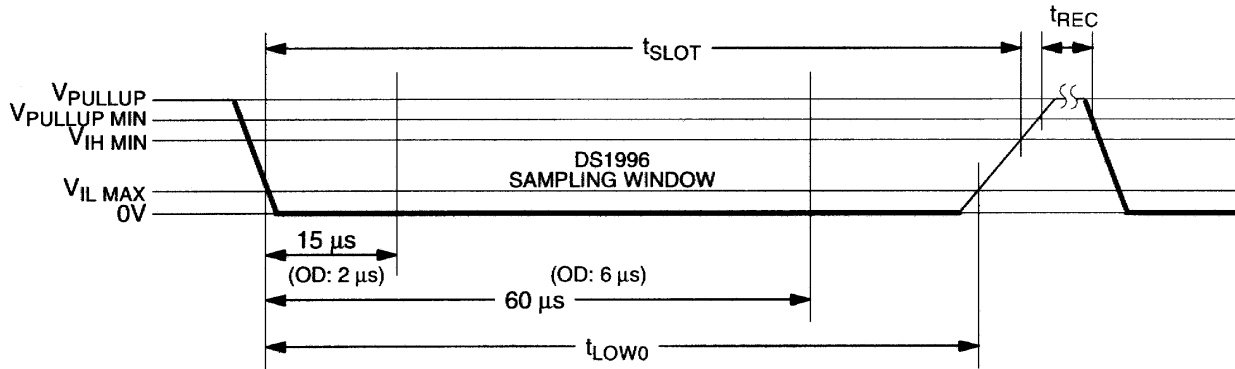 tREC
tSLOT
VPULLUP
VPULLUP MIN
VIH MIN
DS1996
SAMPLING WINDOW
VIL MAX
0V
15 μs
(OD: 2 μs)
(OD: 6 μs)
60 μs
tLOW0